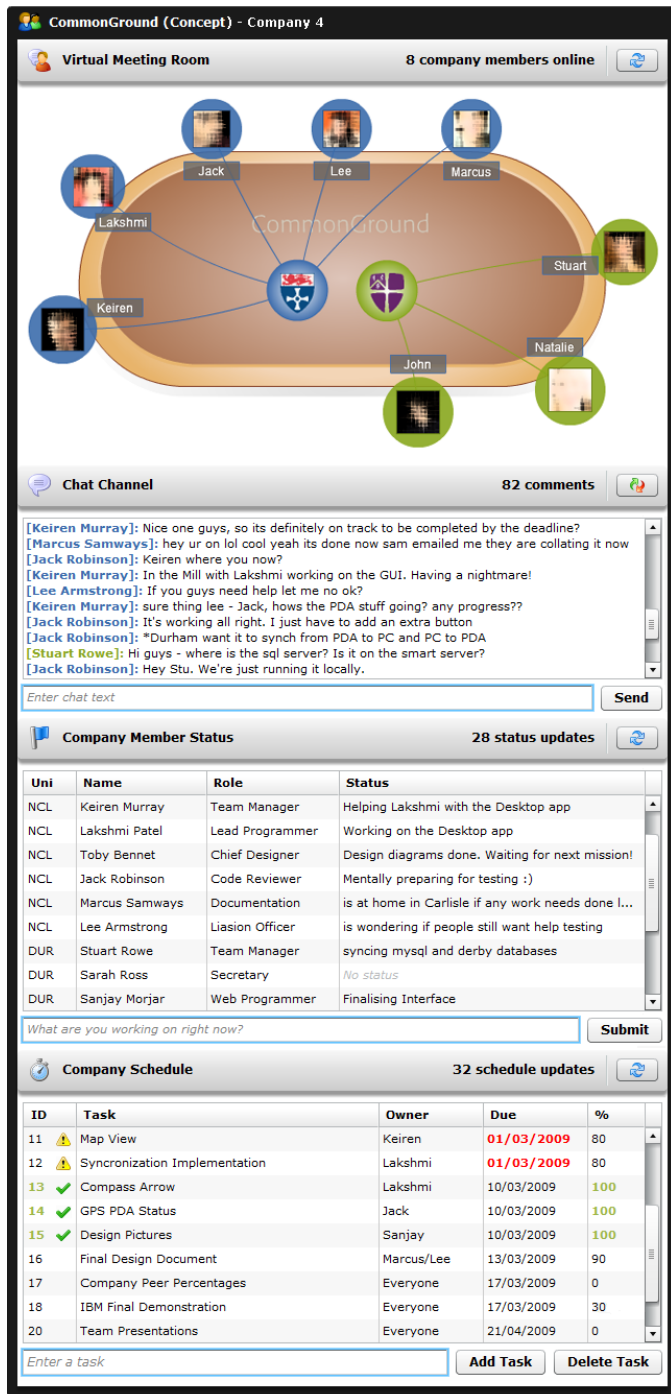 CommonGround (Concept) - Company 4
Virtual Meeting Room 8 company members online
Jack Lee Marcus
Lakshmi
CommonGround
Stuart
Keiren
Natalie
John
Chat Channel 82 comments
[Keiren Murray]: Nice one guys, so its definitely on track to be completed by the deadline?
[Marcus Samways]: hey ur on lol cool yeah its done now sam emailed me they are collating it now
[Jack Robinson]: Keiren where you now?
[Keiren Murray]: In the Mill with Lakshmi working on the GUI. Having a nightmare!
[Lee Armstrong]: If you guys need help let me no ok?
[Keiren Murray]: sure thing lee - Jack, hows the PDA stuff going? any progress??
[Jack Robinson]: It's working all right. I just have to add an extra button
[Jack Robinson]: *Durham want it to synch from PDA to PC and PC to PDA
[Stuart Rowe]: Hi guys - where is the sql server? Is it on the smart server?
[Jack Robinson]: Hey Stu. We're just running it locally.
Enter chat text Send
Company Member Status 28 status updates
Uni Name Role Status
NCL Keiren Murray Team Manager Helping Lakshmi with the Desktop app
NCL Lakshmi Patel Lead Programmer Working on the Desktop app
NCL Toby Bennet Chief Designer Design diagrams done. Waiting for next mission!
NCL Jack Robinson Code Reviewer Mentally preparing for testing :)
NCL Marcus Samways Documentation is at home in Carlisle if any work needs done l...
NCL Lee Armstrong Liasion Officer is wondering if people still want help testing
DUR Stuart Rowe Team Manager syncing mysql and derby databases
DUR Sarah Ross Secretary No status
DUR Sanjay Morjar Web Programmer Finalising Interface
What are you working on right now? Submit
Company Schedule 32 schedule updates
ID Task Owner Due %
11 Map View Keiren 01/03/2009 80
12 Syncronization Implementation Lakshmi 01/03/2009 80
13 Compass Arrow Lakshmi 10/03/2009 100
14 GPS PDA Status Jack 10/03/2009 100
15 Design Pictures Sanjay 10/03/2009 100
16 Final Design Document Marcus/Lee 13/03/2009 90
17 Company Peer Percentages Everyone 17/03/2009 0
18 IBM Final Demonstration Everyone 17/03/2009 30
20 Team Presentations Everyone 21/04/2009 0
Enter a task Add Task Delete Task